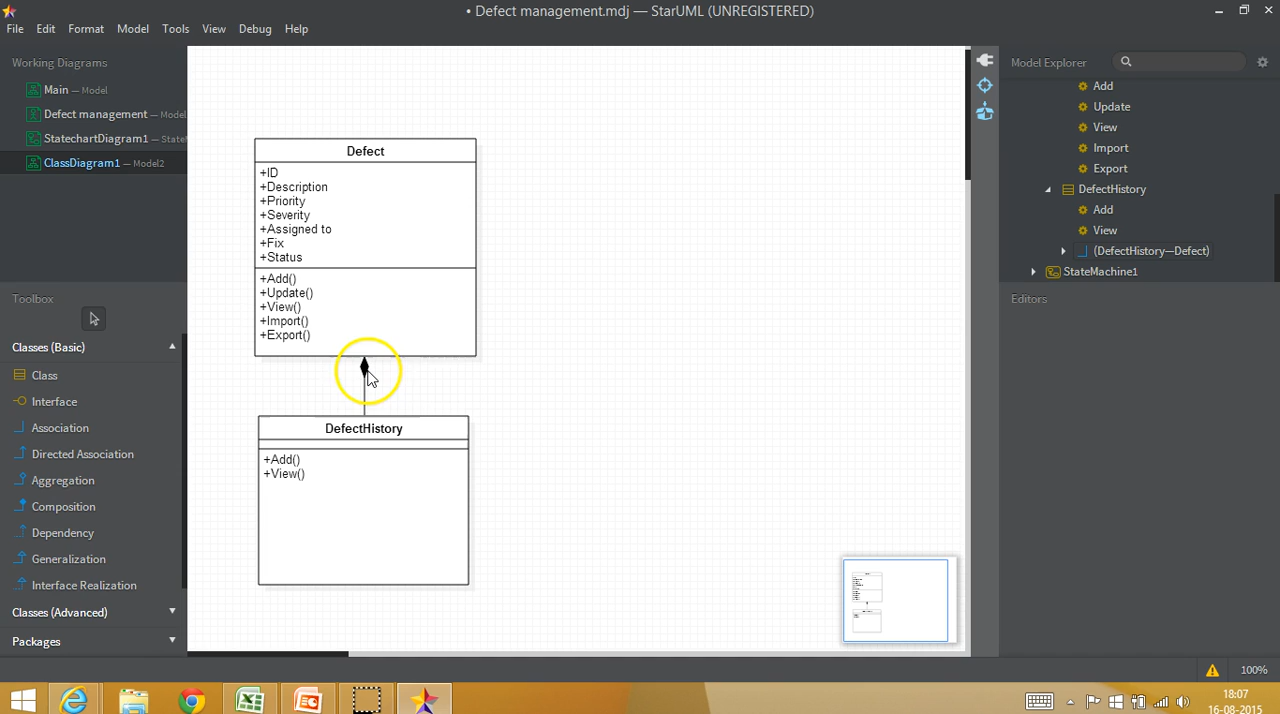 • Defect management.mdj — StarUML (UNREGISTERED)
File Edit Format Model Tools View Debug Help
Working Diagrams
Main — Model
Defect management — Model
StatechartDiagram1 — StateM
ClassDiagram1 — Model2
Toolbox
Classes (Basic)
Class
Interface
Association
Directed Association
Aggregation
Composition
Dependency
Generalization
Interface Realization
Classes (Advanced)
Packages
Defect
+ID
+Description
+Priority
+Severity
+Assigned to
+Fix
+Status
+Add()
+Update()
+View()
+Import()
+Export()
DefectHistory
+Add()
+View()
Model Explorer
Add
Update
View
Import
Export
DefectHistory
Add
View
(DefectHistory—Defect)
StateMachine1
Editors
100%
18:07
16-08-2015